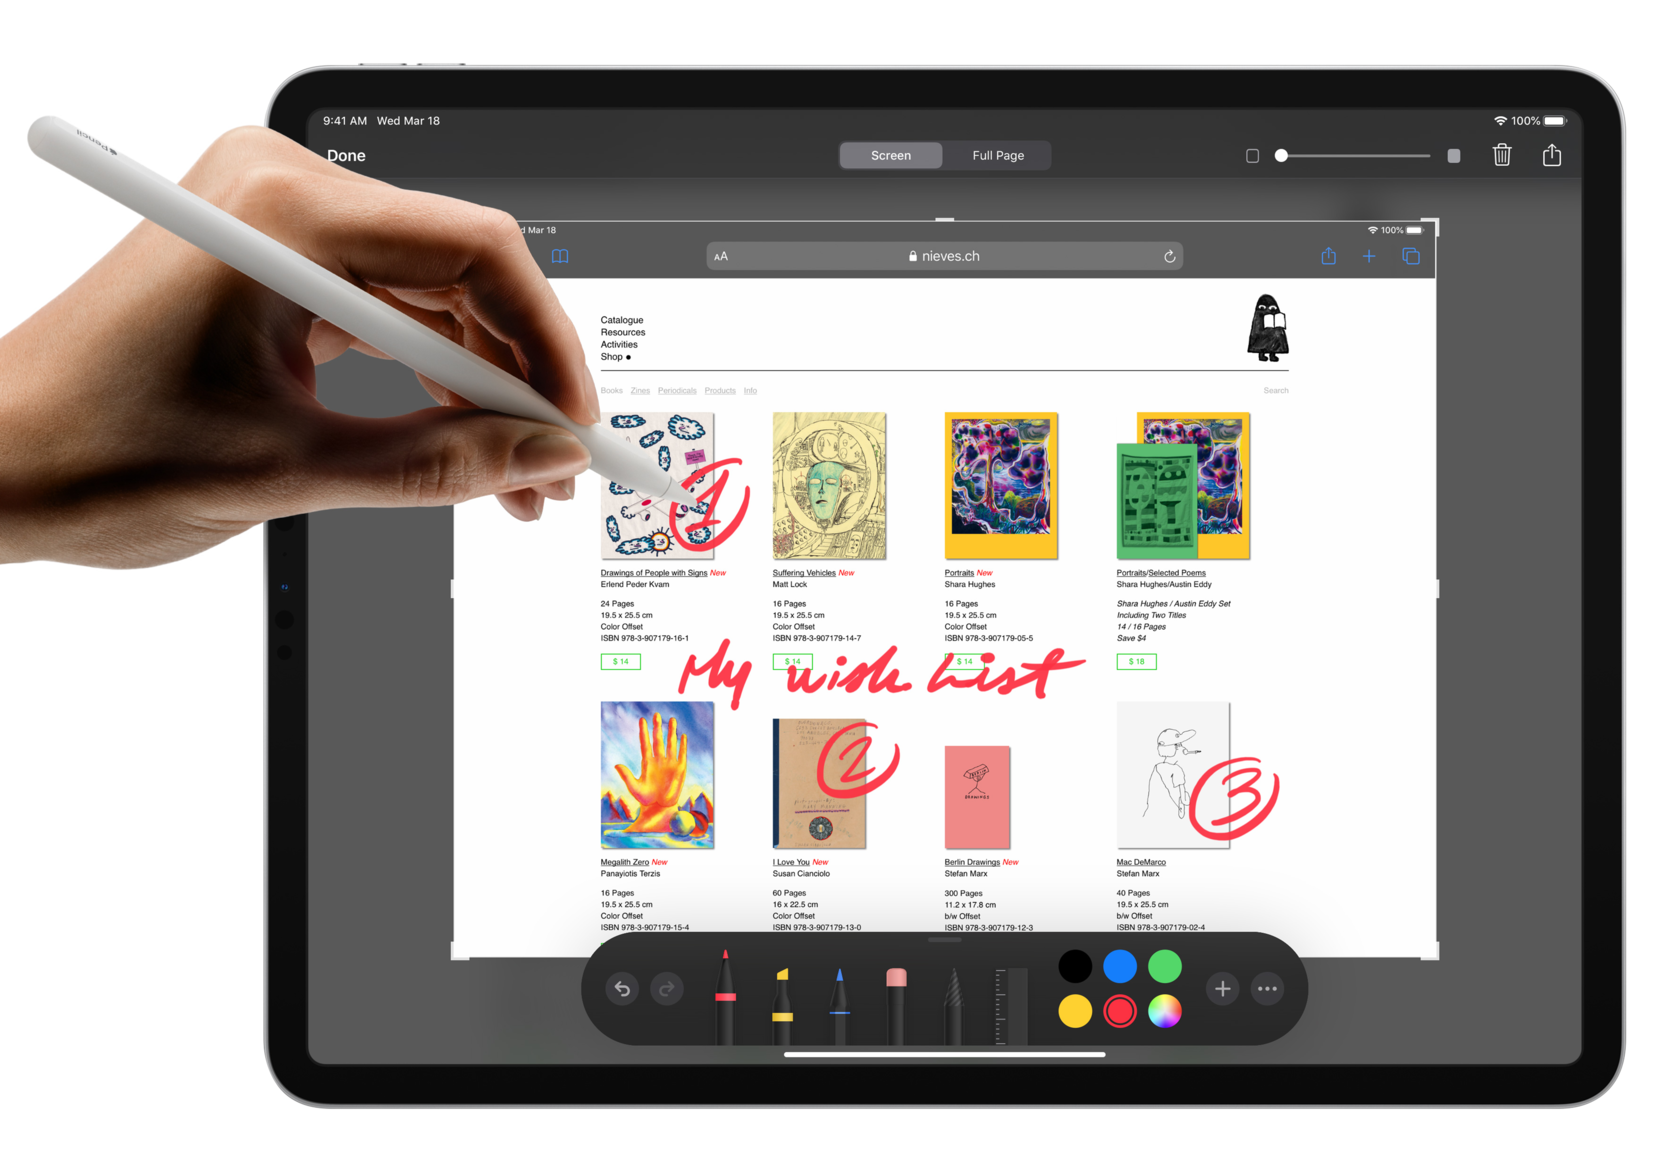 Pencil
9:41 AM Wed Mar 18
100%
Done
Screen Full Page
d Mar 18
100%
AA nieves.ch
Catalogue
Resources
Activities
Shop
Books Zines Periodicals Products Info Search
1
Drawings of People with Signs New
Erlend Peder Kvam
24 Pages
19.5 x 25.5 cm
Color Offset
ISBN 978-3-907179-16-1
$ 14
Suffering Vehicles New
Matt Lock
16 Pages
19.5 x 25.5 cm
Color Offset
ISBN 978-3-907179-14-7
$ 14
Portraits New
Shara Hughes
16 Pages
19.5 x 25.5 cm
Color Offset
ISBN 978-3-907179-05-5
$ 14
Portraits/Selected Poems
Shara Hughes/Austin Eddy
Shara Hughes / Austin Eddy Set
Including Two Titles
14 / 16 Pages
Save $4
$ 18
My wish List
Megalith Zero New
Panayiotis Terzis
16 Pages
19.5 x 25.5 cm
Color Offset
ISBN 978-3-907179-15-4
2
I Love You New
Susan Cianciolo
60 Pages
16 x 22.5 cm
Color Offset
ISBN 978-3-907179-13-0
BERLIN
DRAWINGS
Berlin Drawings New
Stefan Marx
300 Pages
11.2 x 17.8 cm
b/w Offset
ISBN 978-3-907179-12-3
3
Mac DeMarco
Stefan Marx
40 Pages
19.5 x 25.5 cm
b/w Offset
ISBN 978-3-907179-02-4